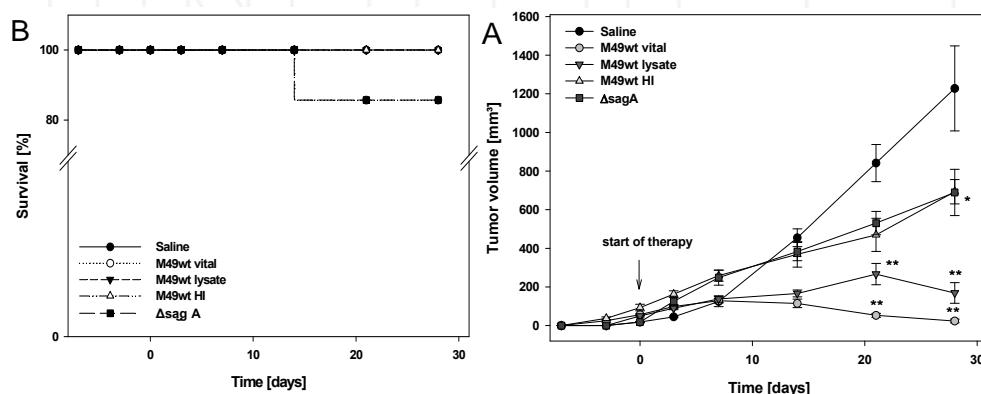 B
100
80
0
Survival [%]
Saline
M49wt vital
M49wt lysate
M49wt HI
Δsag A
0
10
20
30
Time [days]
A
1600
1400
1200
1000
800
600
400
200
0
Tumor volume [mm³]
Saline
M49wt vital
M49wt lysate
M49wt HI
ΔsagA
start of therapy
*
**
**
**
**
0
10
20
30
Time [days]